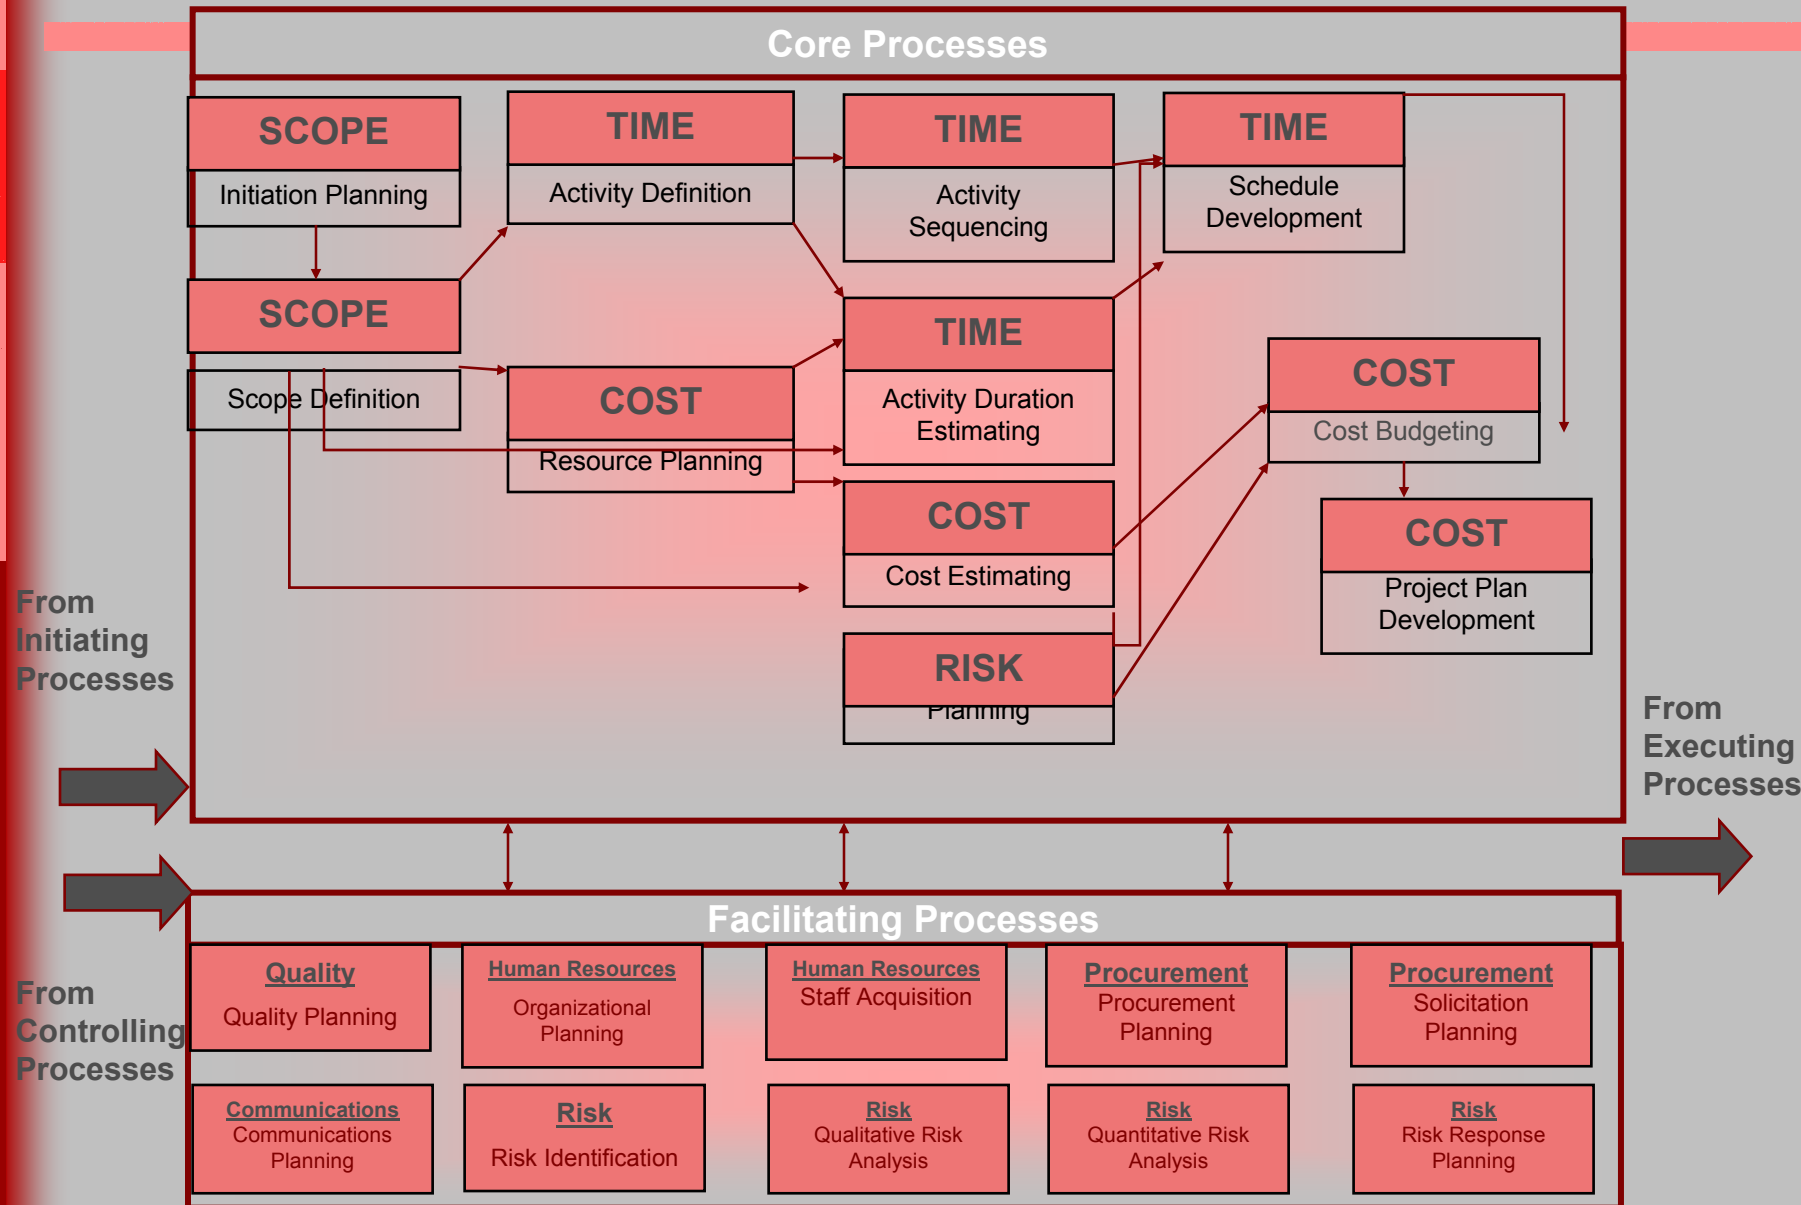 Core Processes
SCOPE
Initiation Planning
TIME
Activity Definition
TIME
Activity
Sequencing
TIME
Schedule
Development
SCOPE
Scope Definition
COST
Resource Planning
TIME
Activity Duration
Estimating
COST
Cost Budgeting
COST
Cost Estimating
COST
Project Plan
Development
RISK
Planning
From
Initiating
Processes
From
Executing
Processes
Facilitating Processes
Quality
Quality Planning
Human Resources
Organizational
Planning
Human Resources
Staff Acquisition
Procurement
Procurement
Planning
Procurement
Solicitation
Planning
From
Controlling
Processes
Communications
Communications
Planning
Risk
Risk Identification
Risk
Qualitative Risk
Analysis
Risk
Quantitative Risk
Analysis
Risk
Risk Response
Planning